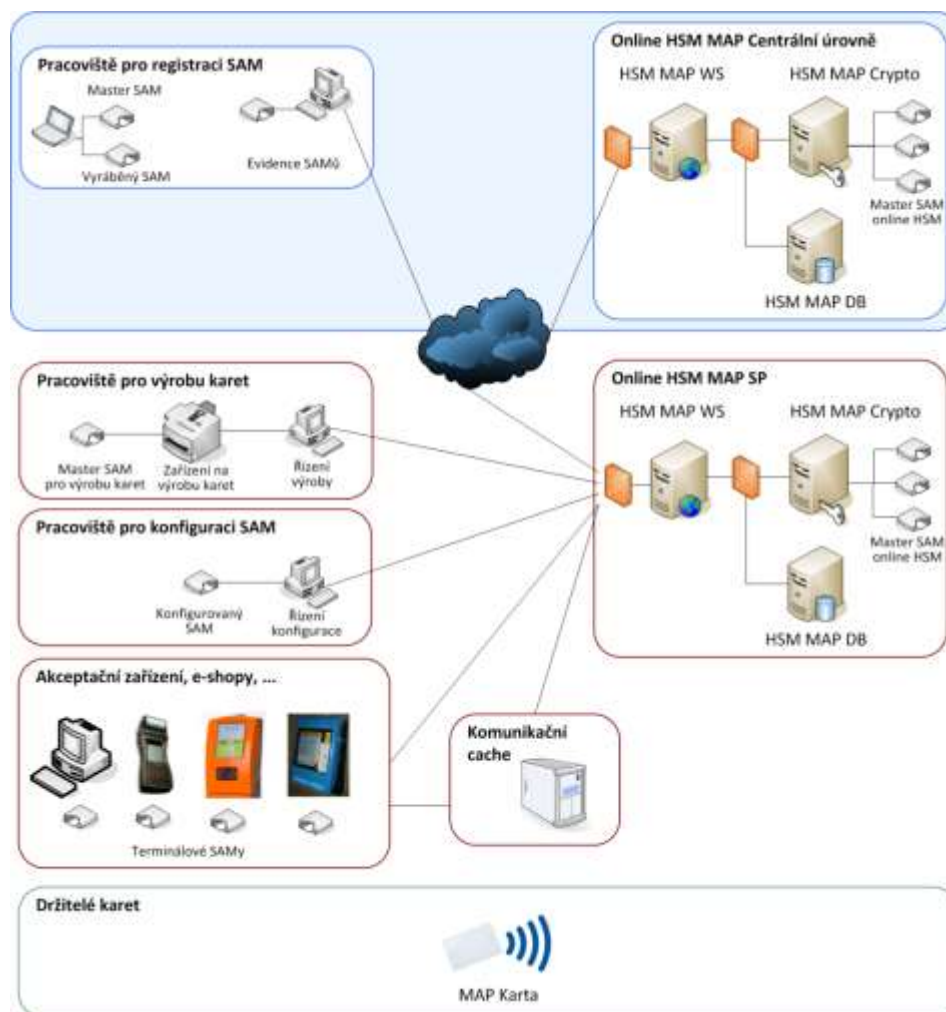 Pracoviště pro registraci SAM
Master SAM
Vyráběný SAM
Evidence SAMů
Online HSM MAP Centrální úrovně
HSM MAP WS
HSM MAP Crypto
Master SAM
online HSM
HSM MAP DB
Pracoviště pro výrobu karet
Master SAM
pro výrobu karet
Zařízení na
výrobu karet
Řízení
výroby
Online HSM MAP SP
HSM MAP WS
HSM MAP Crypto
Master SAM
online HSM
HSM MAP DB
Pracoviště pro konfiguraci SAM
Konfigurovaný
SAM
Řízení
konfigurace
Akceptační zařízení, e-shopy, ...
Terminálové SAMy
Komunikační
cache
Držitelé karet
MAP Karta